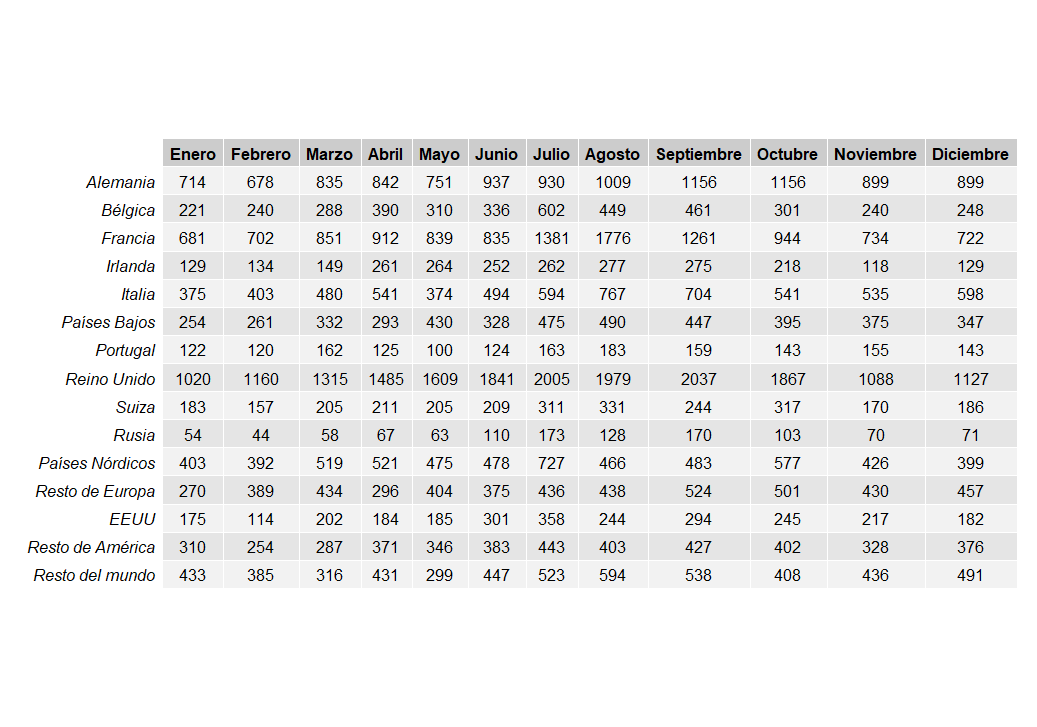 Enero Febrero Marzo Abril Mayo Junio Julio Agosto Septiembre Octubre Noviembre Diciembre
Alemania 714 678 835 842 751 937 930 1009 1156 1156 899 899
Bélgica 221 240 288 390 310 336 602 449 461 301 240 248
Francia 681 702 851 912 839 835 1381 1776 1261 944 734 722
Irlanda 129 134 149 261 264 252 262 277 275 218 118 129
Italia 375 403 480 541 374 494 594 767 704 541 535 598
Países Bajos 254 261 332 293 430 328 475 490 447 395 375 347
Portugal 122 120 162 125 100 124 163 183 159 143 155 143
Reino Unido 1020 1160 1315 1485 1609 1841 2005 1979 2037 1867 1088 1127
Suiza 183 157 205 211 205 209 311 331 244 317 170 186
Rusia 54 44 58 67 63 110 173 128 170 103 70 71
Países Nórdicos 403 392 519 521 475 478 727 466 483 577 426 399
Resto de Europa 270 389 434 296 404 375 436 438 524 501 430 457
EEUU 175 114 202 184 185 301 358 244 294 245 217 182
Resto de América 310 254 287 371 346 383 443 403 427 402 328 376
Resto del mundo 433 385 316 431 299 447 523 594 538 408 436 491